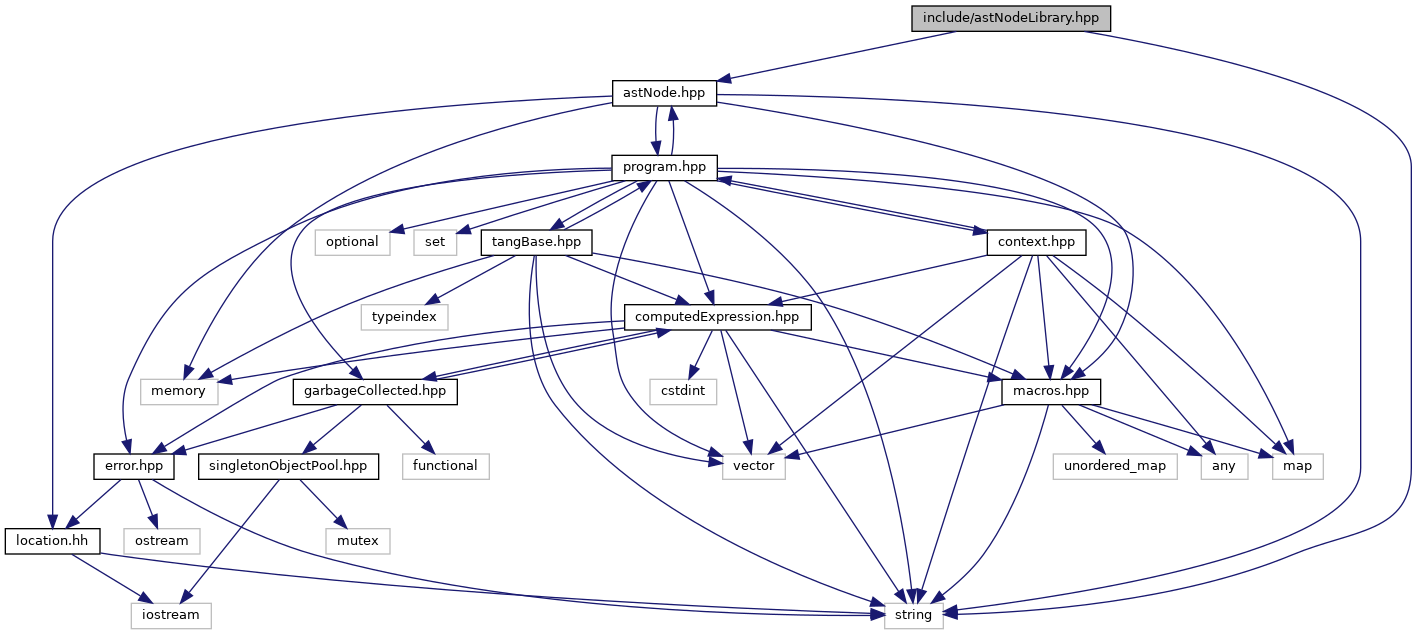 include/astNodeLibrary.hpp
astNode.hpp
program.hpp
optional
set
tangBase.hpp
context.hpp
typeindex
computedExpression.hpp
memory
garbageCollected.hpp
cstdint
macros.hpp
error.hpp
singletonObjectPool.hpp
functional
vector
unordered_map
any
map
location.hh
ostream
mutex
iostream
string